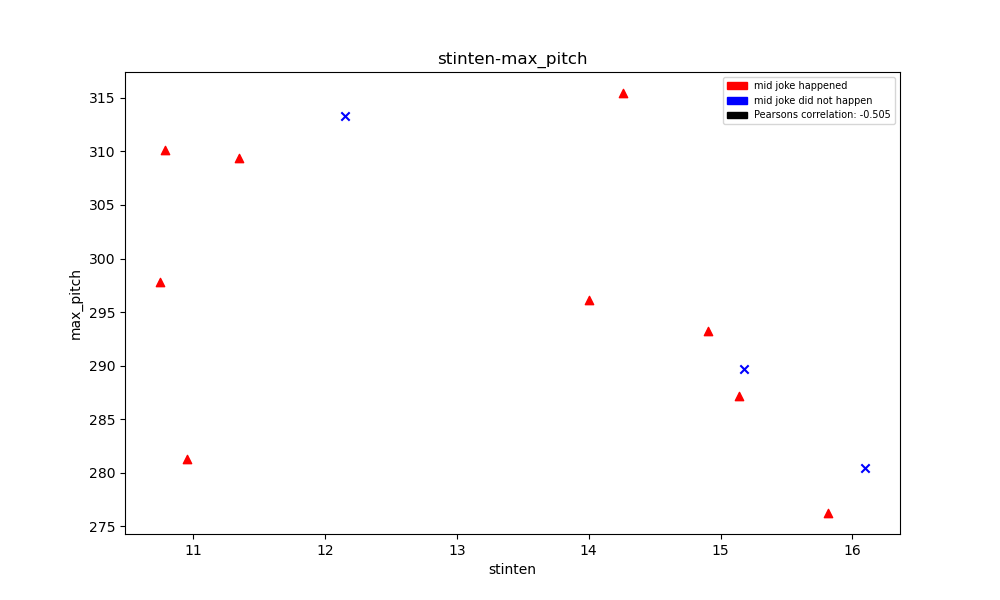 stinten-max_pitch
mid joke happened
mid joke did not happen
Pearsons correlation: -0.505
315
310
305
300
295
290
285
280
275
max_pitch
11 12 13 14 15 16
stinten